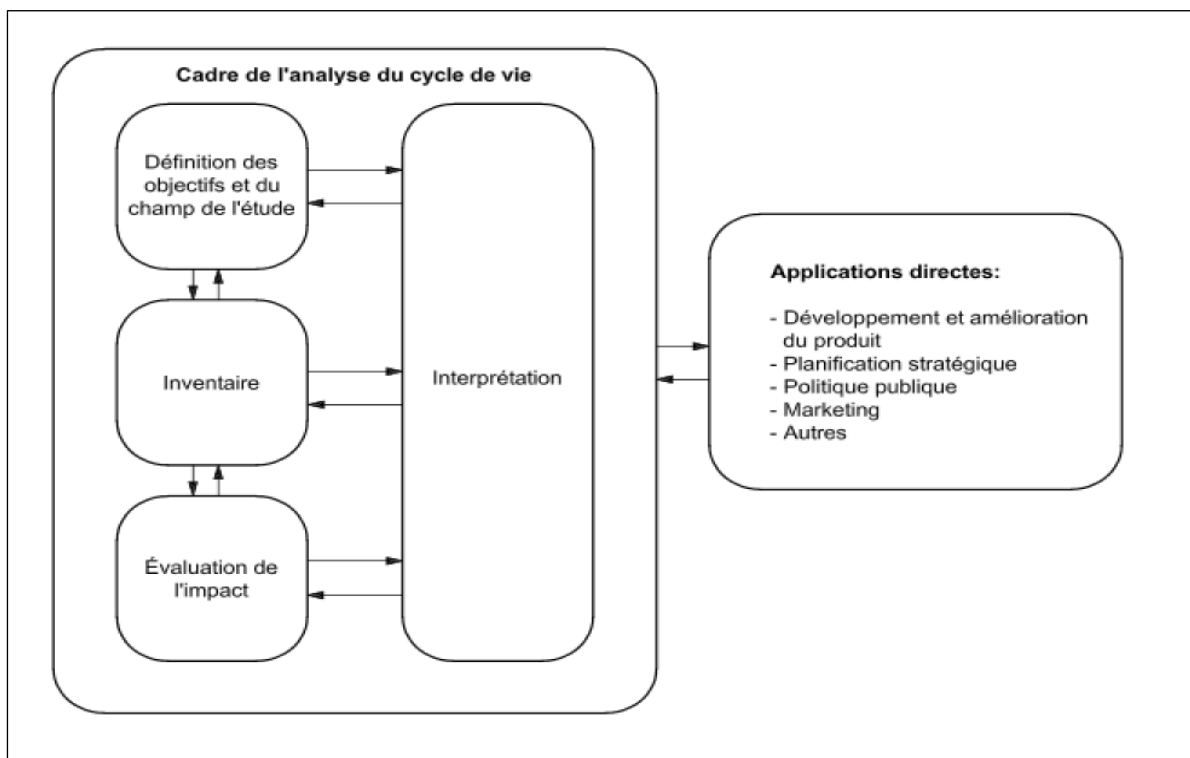 Cadre de l'analyse du cycle de vie
Définition des
objectifs et du
champ de l'étude
Inventaire
Évaluation de
l'impact
Interprétation
Applications directes:
- Développement et amélioration
du produit
- Planification stratégique
- Politique publique
- Marketing
- Autres